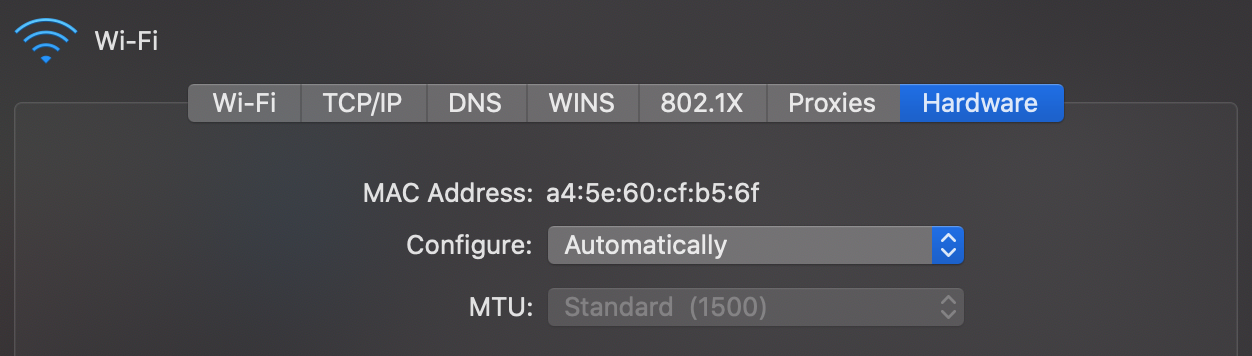 Wi-Fi
Wi-Fi TCP/IP DNS WINS 802.1X Proxies Hardware
MAC Address: a4:5e:60:cf:b5:6f
Configure: Automatically
MTU: Standard (1500)